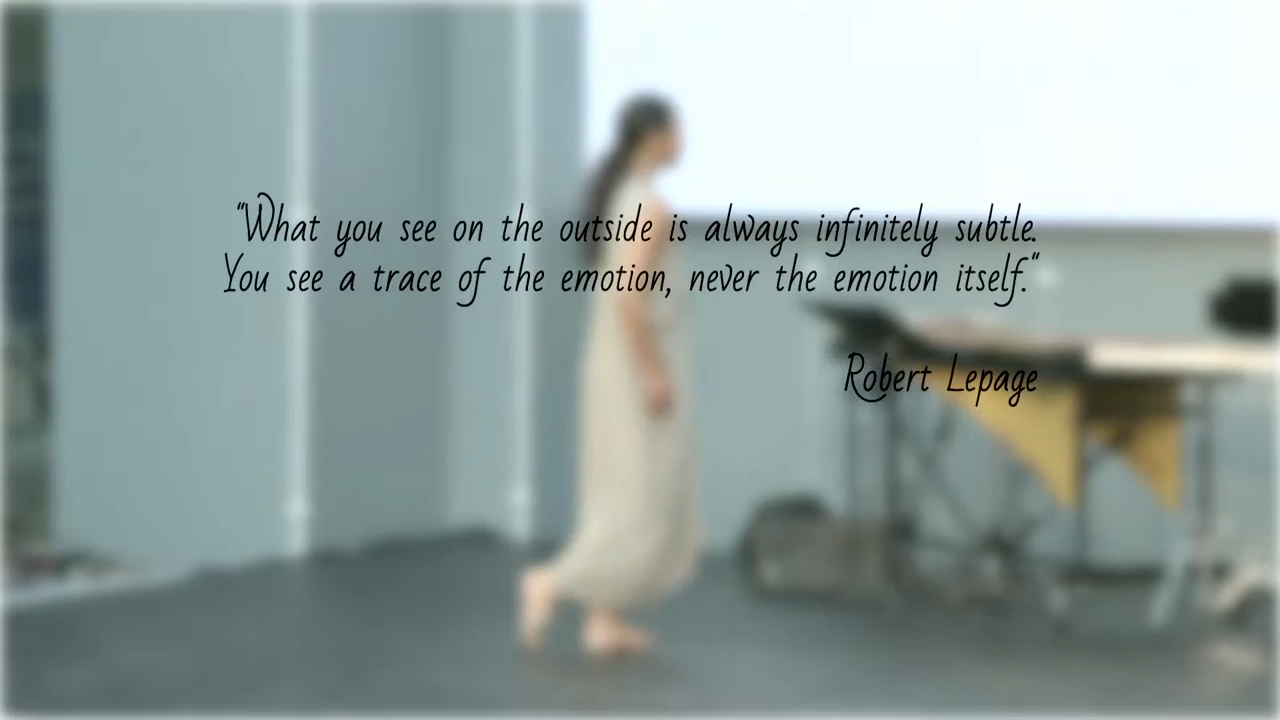 "What you see on the outside is always infinitely subtle.
You see a trace of the emotion, never the emotion itself."
Robert Lepage